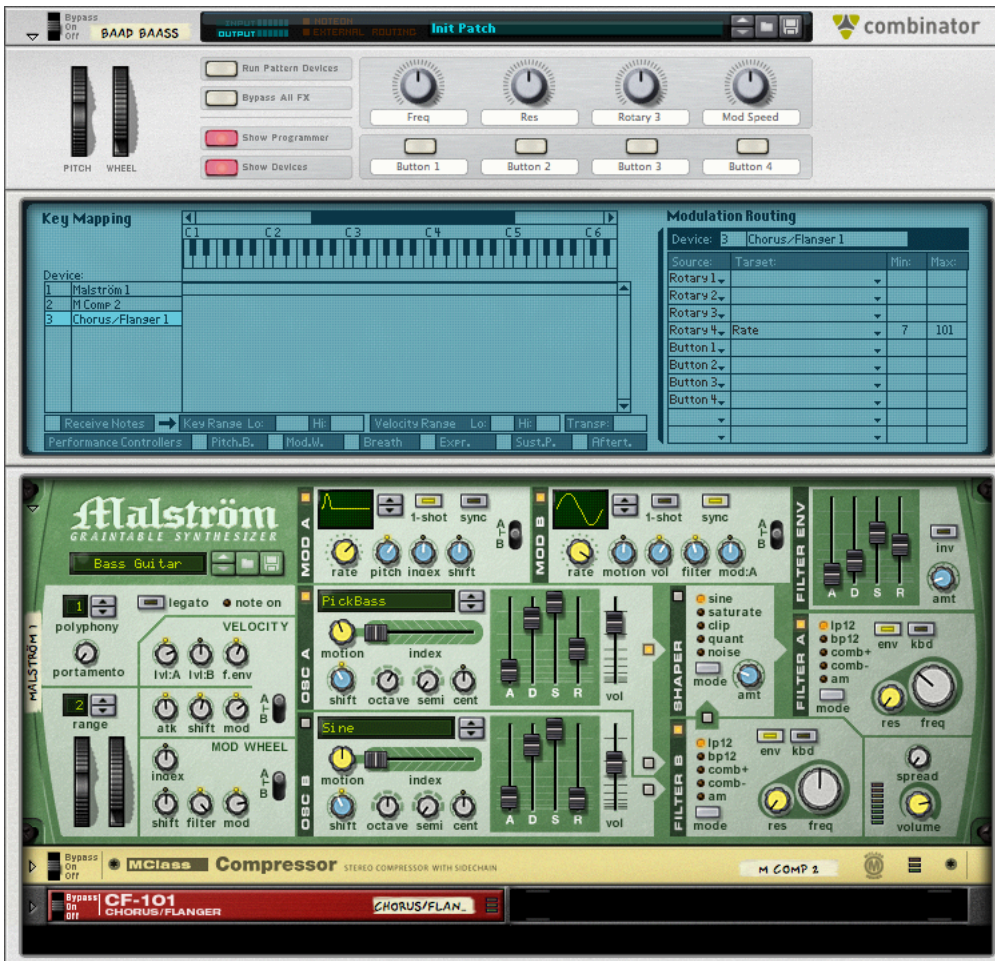 Bypass
On
Off
BAAD BAASS
INPUT
OUTPUT
NOTEON
EXTERNAL ROUTING
Init Patch
combinator
Run Pattern Devices
Bypass All FX
Show Programmer
Show Devices
PITCH WHEEL
Freq Res Rotary 3 Mod Speed
Button 1 Button 2 Button 3 Button 4
Key Mapping
C1 C2 C3 C4 C5 C6
Device:
1 Malström 1
2 M Comp 2
3 Chorus/Flanger 1
Receive Notes Key Range Lo: Hi: Velocity Range Lo: Hi: Transp:
Performance Controllers Pitch.B. Mod.W. Breath Expr. Sust.P. Aftert.
Modulation Routing
Device: 3 Chorus/Flanger 1
Source: Target: Min: Max:
Rotary 1
Rotary 2
Rotary 3
Rotary 4 Rate 7 101
Button 1
Button 2
Button 3
Button 4
Malström
GRAINTABLE SYNTHESIZER
Bass Guitar
MALSTRÖM 1
1
polyphony
portamento
2
range
legato note on
VELOCITY
lvl:A lvl:B f.env
atk shift mod
A
B
MOD WHEEL
index
A
B
shift filter mod
MOD A
1-shot sync
A
B
rate pitch index shift
MOD B
1-shot sync
A
B
rate motion vol filter mod:A
FILTER ENV
A D S R
inv
amt
OSC A
PickBass
motion index
shift octave semi cent
A D S R vol
OSC B
Sine
motion index
shift octave semi cent
A D S R vol
SHAPER
sine
saturate
clip
quant
noise
mode amt
FILTER A
lp12
bp12
comb+
comb-
am
mode
env kbd
res freq
FILTER B
lp12
bp12
comb+
comb-
am
mode
env kbd
res freq
spread
volume
Bypass
On
Off
MClass Compressor STEREO COMPRESSOR WITH SIDECHAIN
M COMP 2
M
Bypass
On
Off
CF-101
CHORUS/FLANGER
CHORUS/FLAN_